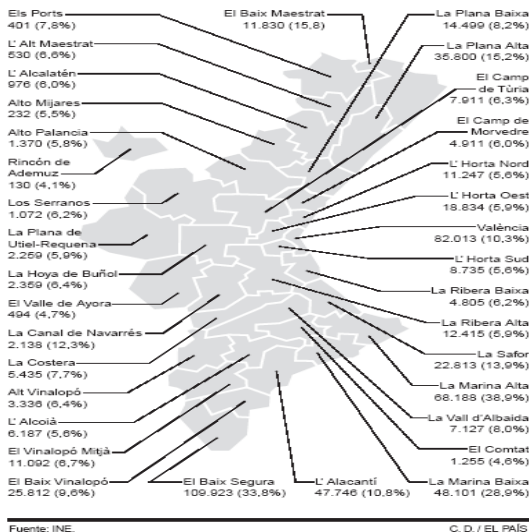 Els Ports
401 (7,8%)
L' Alt Maestrat
530 (6,6%)
L' Alcalatén
976 (6,0%)
Alto Mijares
232 (5,5%)
Alto Palancia
1.370 (5,8%)
Rincón de
Ademuz
130 (4,1%)
Los Serranos
1.072 (6,2%)
La Plana de
Utiel-Requena
2.259 (5,9%)
La Hoya de Buñol
2.359 (6,4%)
El Valle de Ayora
494 (4,7%)
La Canal de Navarrés
2.138 (12,3%)
La Costera
5.435 (7,7%)
Alt Vinalopó
3.336 (6,4%)
L' Alcoià
6.187 (5,6%)
El Vinalopó Mitjà
11.092 (6,7%)
El Baix Vinalopó
25.812 (9,6%)
El Baix Segura
109.923 (33,8%)
L' Alacantí
47.746 (10,8%)
El Baix Maestrat
11.830 (15,8)
La Plana Baixa
14.499 (8,2%)
La Plana Alta
35.800 (15,2%)
El Camp
de Túria
7.911 (6,3%)
El Camp de
Morvedre
4.911 (6,0%)
L' Horta Nord
11.247 (5,6%)
L' Horta Oest
18.834 (5,9%)
València
82.013 (10,3%)
L' Horta Sud
8.735 (5,6%)
La Ribera Baixa
4.805 (6,2%)
La Ribera Alta
12.415 (5,9%)
La Safor
22.813 (13,9%)
La Marina Alta
68.188 (38,9%)
La Vall d'Albaida
7.127 (8,0%)
El Comtat
1.255 (4,6%)
La Marina Baixa
48.101 (28,9%)
Fuente: INE.
C. D. / EL PAÍS